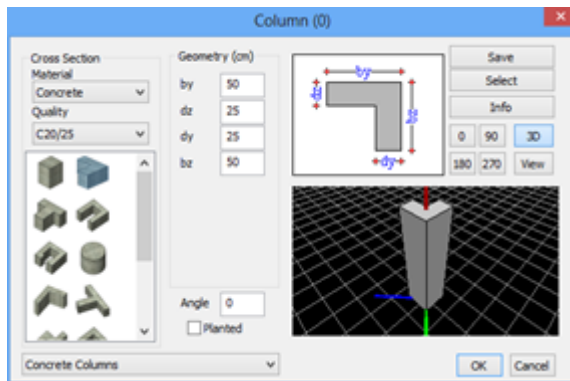 Column (0)
Cross Section
Material
Concrete
Quality
C20/25
Geometry (cm)
by 50
dz 25
dy 25
bz 50
Angle 0
Planted
by
dz
bz
dy
Save
Select
Info
0 90 3D
180 270 View
Concrete Columns
OK Cancel